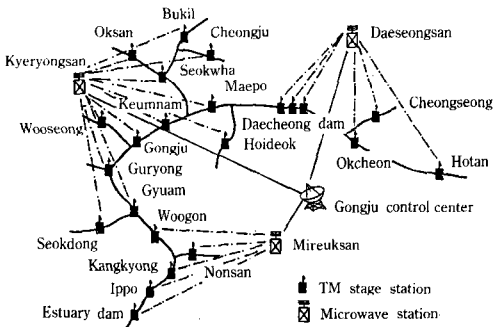 Bukil
Oksan
Cheongju
Daeseongsan
Kyeryongsan
Seokwha
Maepo
Keumnam
Cheongseong
Wooseong
Daecheong dam
Gongju
Hoideok
Okcheon
Hotan
Guryong
Gyuam
Gongju control center
Woogon
Seokdong
Mireuksan
Kangkyong
Nonsan
Ippo
TM stage station
Estuary dam
Microwave station